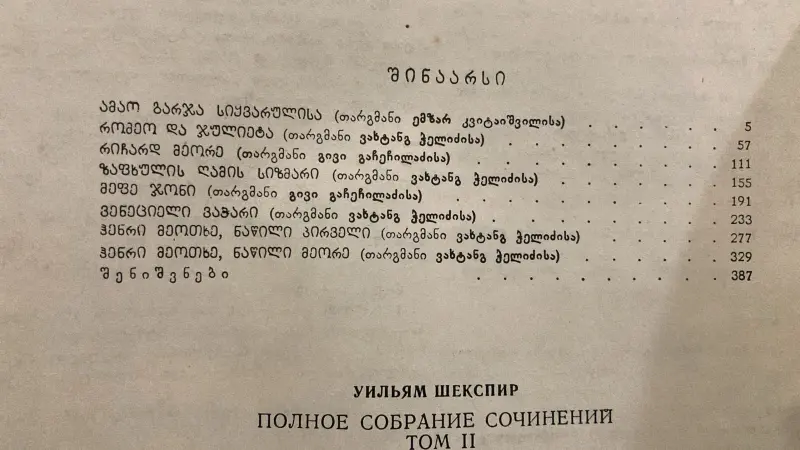 შინაარსი
ამაო გარჯა სიყვარულისა (თარგმანი ემზარ კვიტაიშვილისა) . . . . . . . 5
რომეო და ჯულიეტა (თარგმანი ვახტანგ ჭელიძისა) . . . . . . . . . 57
რიჩარდ მეორე (თარგმანი გივი გაჩეჩილაძისა) . . . . . . . . . . 111
ზაფხულის ღამის სიზმარი (თარგმანი ვახტანგ ჭელიძისა) . . . . . . . 155
მეფე ჯონი (თარგმანი გივი გაჩეჩილაძისა) . . . . . . . . . . . 191
ვენეციელი ვაჭარი (თარგმანი ვახტანგ ჭელიძისა) . . . . . . . . . 233
ჰენრი მეოთხე, ნაწილი პირველი (თარგმანი ვახტანგ ჭელიძისა) . . . . . . 277
ჰენრი მეოთხე, ნაწილი მეორე (თარგმანი ვახტანგ ჭელიძისა) . . . . . . 329
შენიშვნები . . . . . . . . . 387
УИЛЬЯМ ШЕКСПИР
ПОЛНОЕ СОБРАНИЕ СОЧИНЕНИЙ
ТОМ II